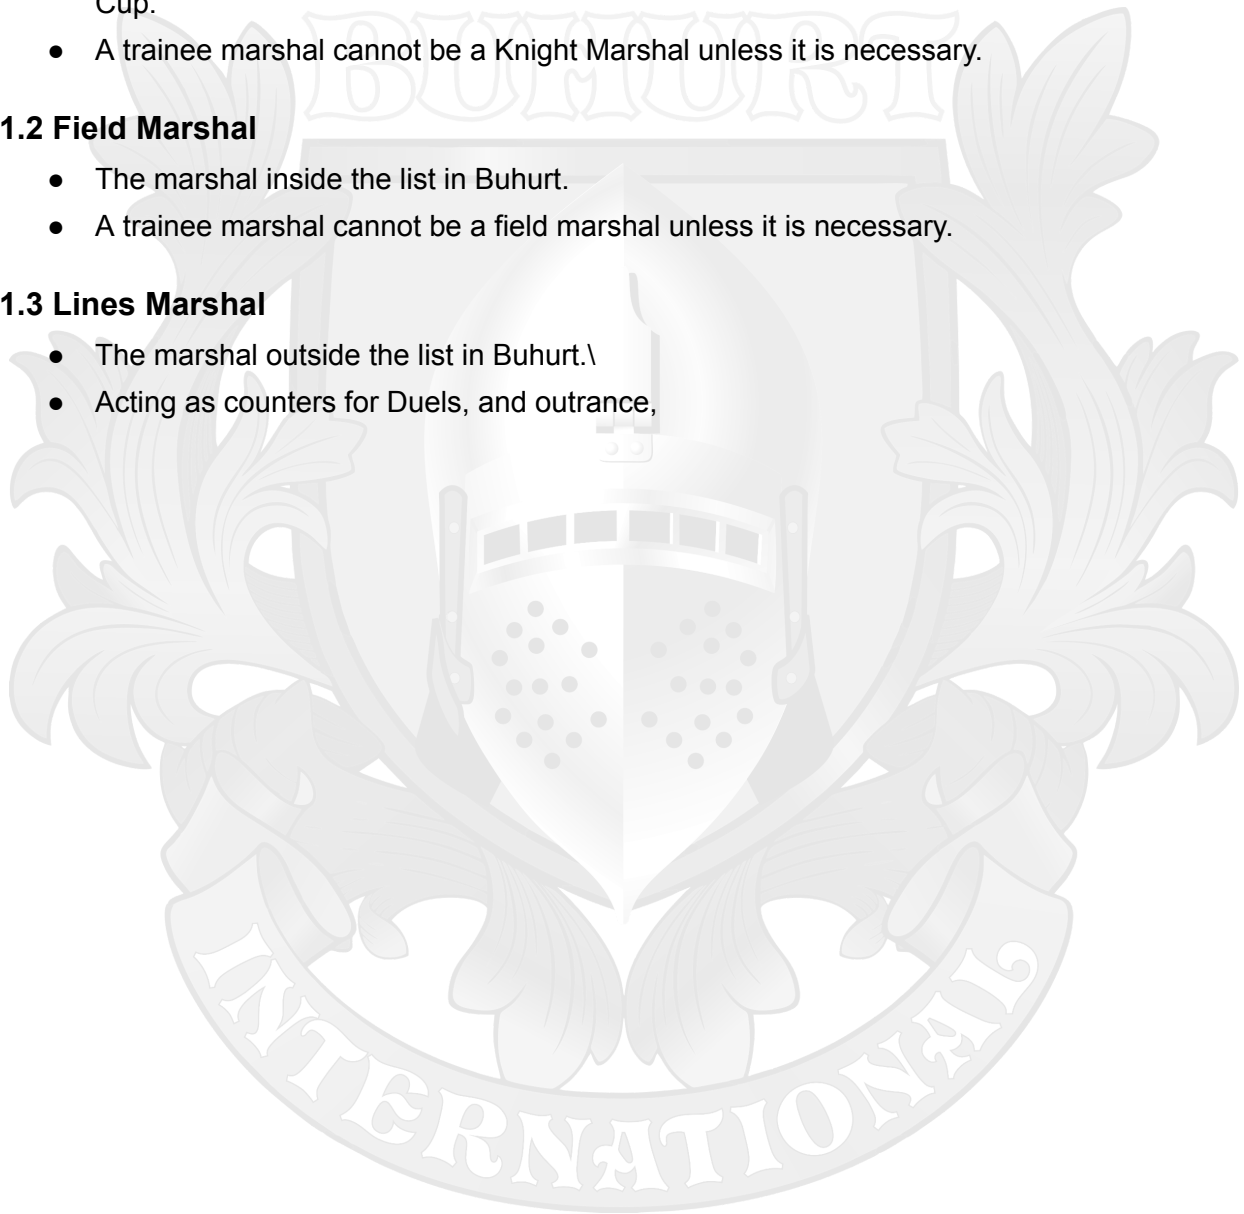 Cup.
● A trainee marshal cannot be a Knight Marshal unless it is necessary.
1.2 Field Marshal
● The marshal inside the list in Buhurt.
● A trainee marshal cannot be a field marshal unless it is necessary.
1.3 Lines Marshal
● The marshal outside the list in Buhurt.\
● Acting as counters for Duels, and outrance,
BUHURT
INTERNATIONAL